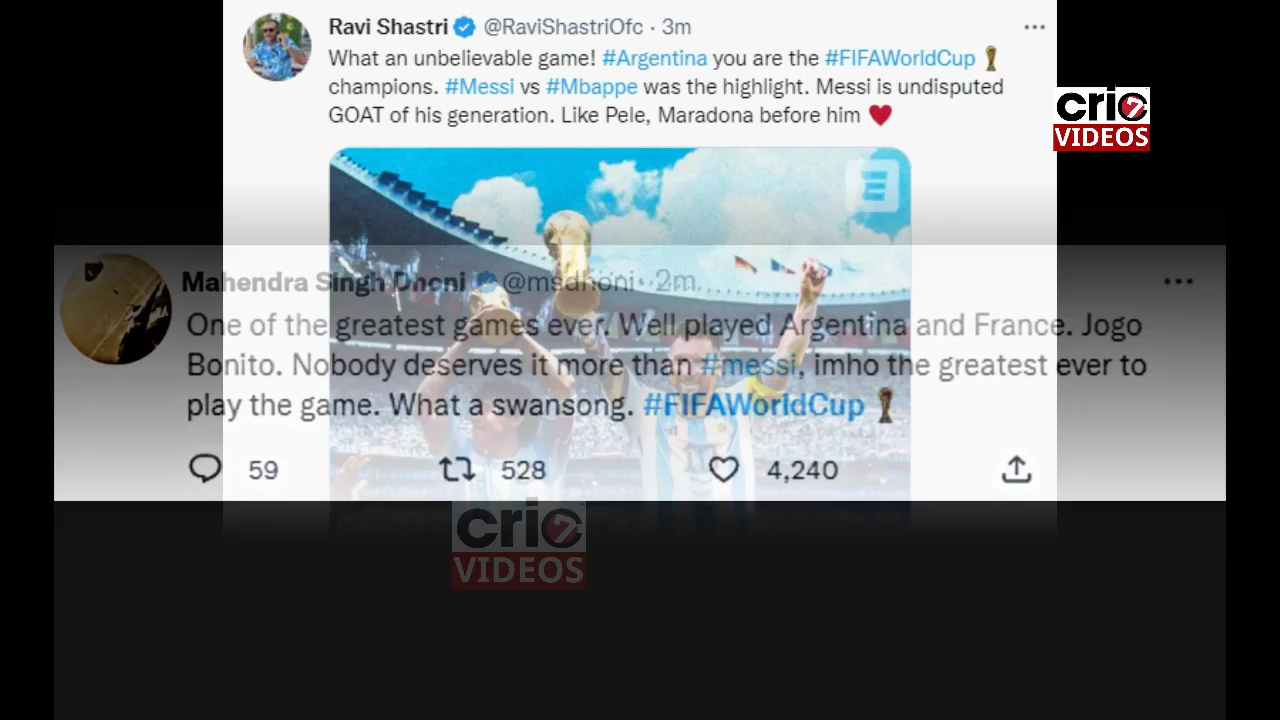 Ravi Shastri @RaviShastriOfc · 3m
What an unbelievable game! #Argentina you are the #FIFAWorldCup
champions. #Messi vs #Mbappe was the highlight. Messi is undisputed
GOAT of his generation. Like Pele, Maradona before him
cric7
VIDEOS
Mahendra Singh Dhoni @msdhoni · 2m
One of the greatest games ever. Well played Argentina and France. Jogo
Bonito. Nobody deserves it more than #messi, imho the greatest ever to
play the game. What a swansong. #FIFAWorldCup
59 528 4,240
cric7
VIDEOS